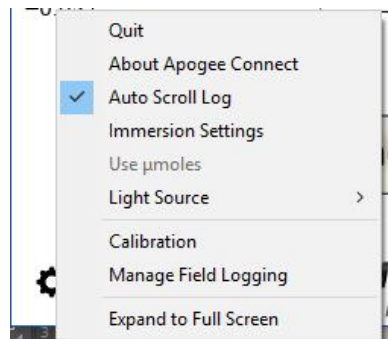 Quit
About Apogee Connect
Auto Scroll Log
Immersion Settings
Use µmoles
Light Source
Calibration
Manage Field Logging
Expand to Full Screen
3